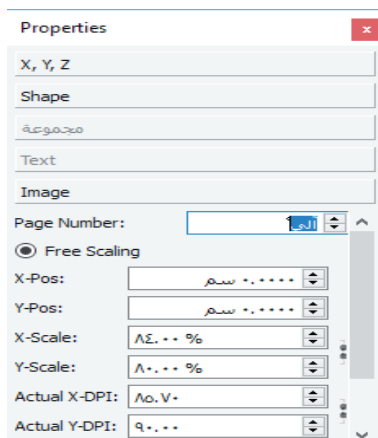 Properties
X, Y, Z
Shape
مجموعة
Text
Image
Page Number: آلي
Free Scaling
X-Pos: ٠.٠٠٠٠ سم
Y-Pos: ٠.٠٠٠٠ سم
X-Scale: ٨٤.٠٠ %
Y-Scale: ٨٠.٠٠ %
Actual X-DPI: ٨٥.٧٠
Actual Y-DPI: ٩٠.٠٠